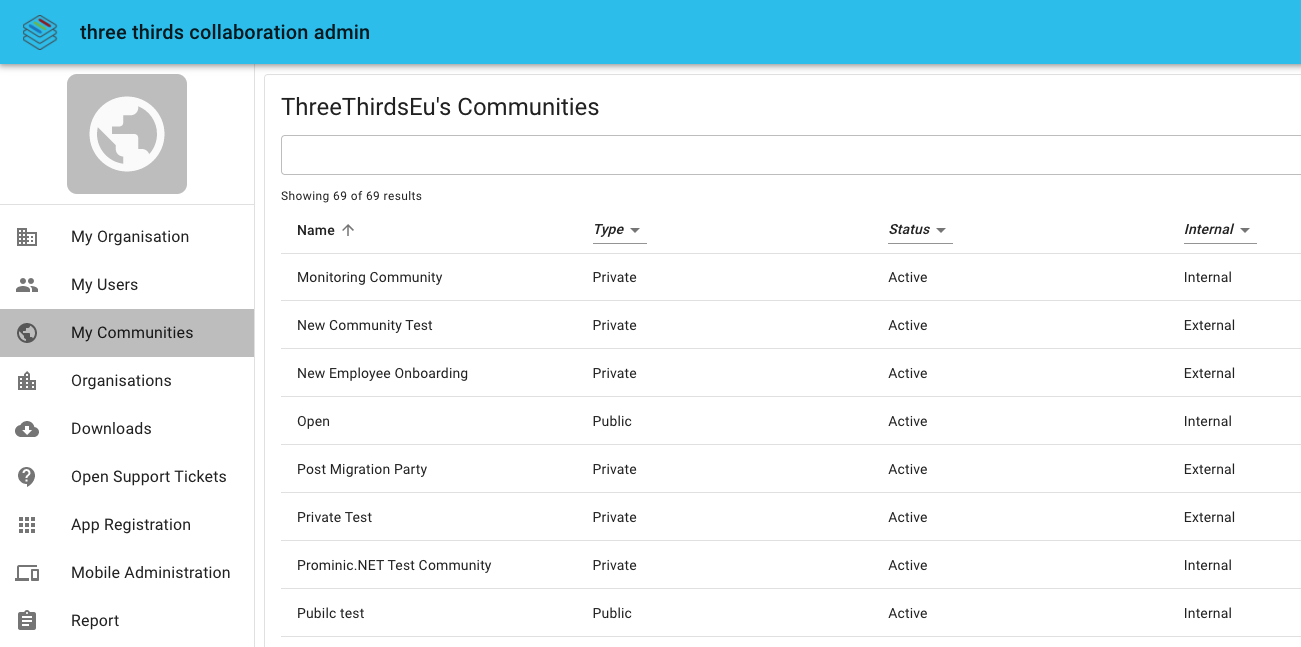 three thirds collaboration admin
My Organisation
My Users
My Communities
Organisations
Downloads
Open Support Tickets
App Registration
Mobile Administration
Report
ThreeThirdsEu's Communities
Showing 69 of 69 results
Name Type Status Internal
Monitoring Community Private Active Internal
New Community Test Private Active External
New Employee Onboarding Private Active External
Open Public Active Internal
Post Migration Party Private Active External
Private Test Private Active External
Prominic.NET Test Community Private Active Internal
Pubilc test Public Active Internal